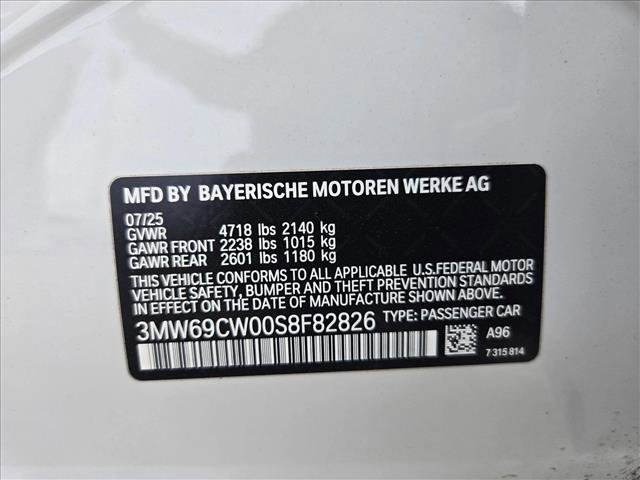 MFD BY BAYERISCHE MOTOREN WERKE AG
07/25
GVWR 4718 lbs 2140 kg
GAWR FRONT 2238 lbs 1015 kg
GAWR REAR 2601 lbs 1180 kg
THIS VEHICLE CONFORMS TO ALL APPLICABLE U.S.FEDERAL MOTOR
VEHICLE SAFETY, BUMPER AND THEFT PREVENTION STANDARDS
IN EFFECT ON THE DATE OF MANUFACTURE SHOWN ABOVE.
3MW69CW00S8F82826 TYPE: PASSENGER CAR
A96
7 315 814